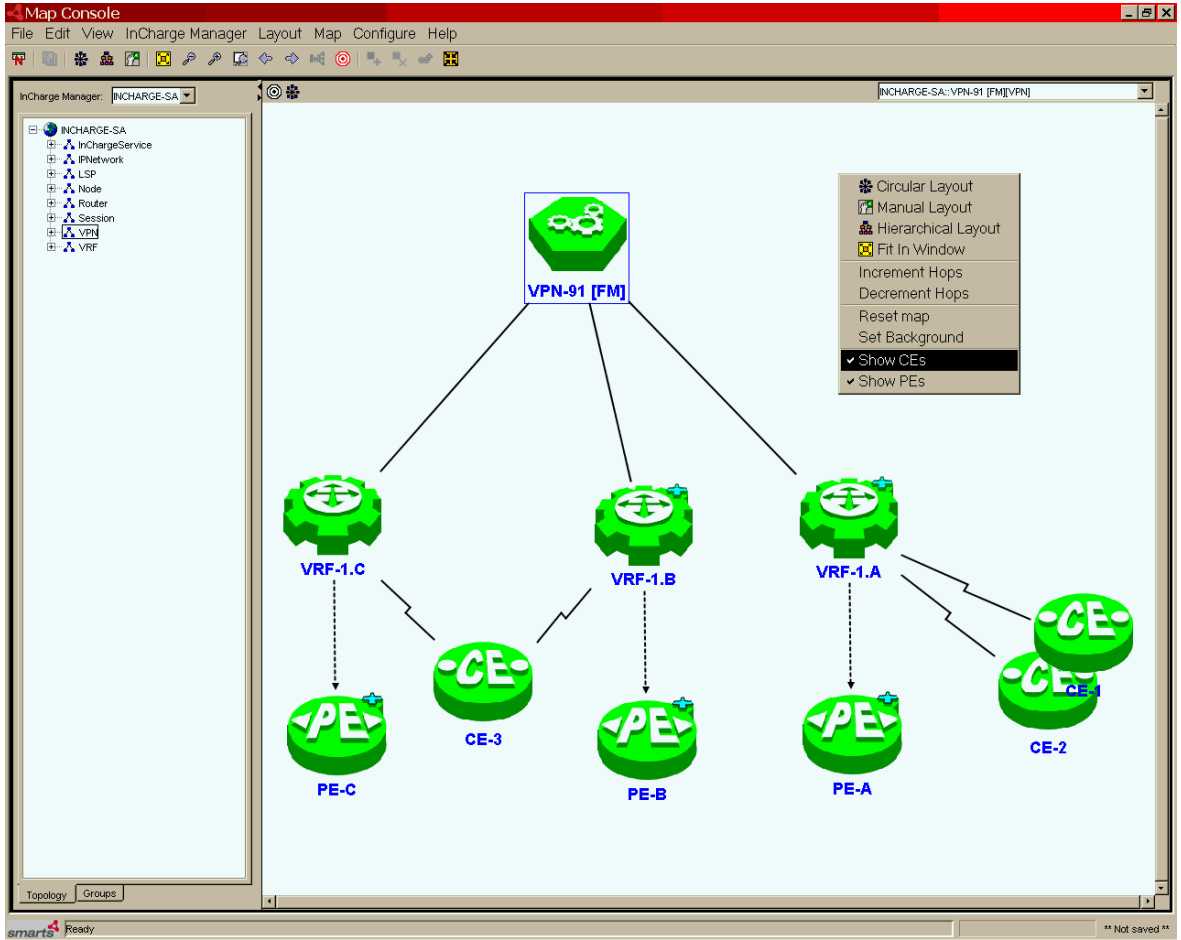 Map Console
File Edit View InCharge Manager Layout Map Configure Help
InCharge Manager: INCHARGE-SA
INCHARGE-SA::VPN-91 [FM][VPN]
INCHARGE-SA
InChargeService
IPNetwork
LSP
Node
Router
Session
VPN
VRF
Circular Layout
Manual Layout
Hierarchical Layout
Fit In Window
Increment Hops
Decrement Hops
Reset map
Set Background
Show CEs
Show PEs
VPN-91 [FM]
VRF-1.C
VRF-1.B
VRF-1.A
CE
CE
CE
CE-1
PE
CE-3
PE
PE
CE-2
PE-C
PE-B
PE-A
Topology Groups
smarts Ready ** Not saved **